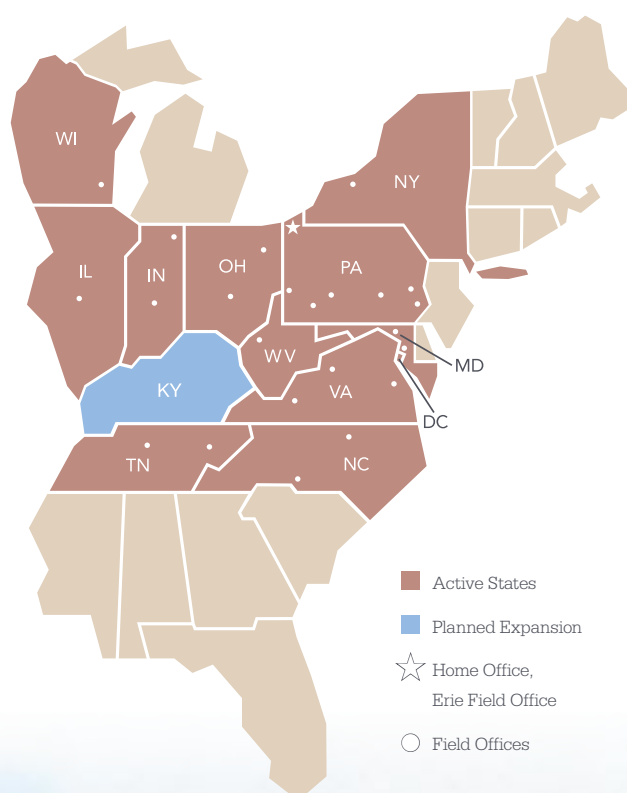 WI
NY
IL
IN
OH
PA
WV
MD
KY
VA
DC
TN
NC
Active States
Planned Expansion
Home Office,
Erie Field Office
Field Offices